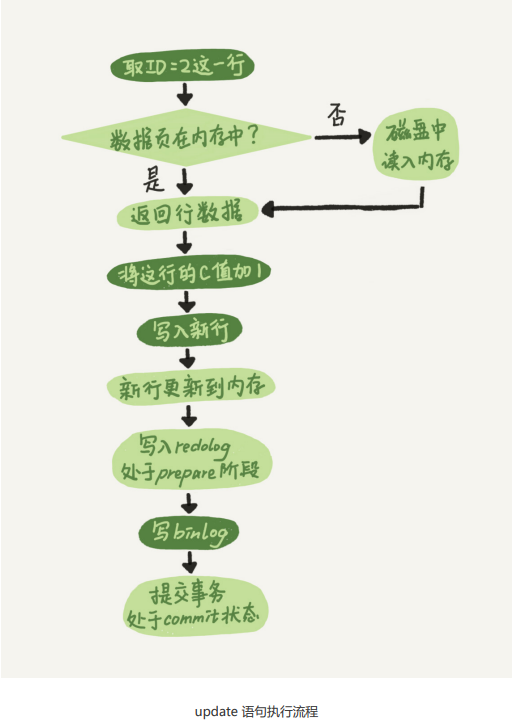 取ID=2这一行
数据页在内存中?
否
磁盘中
读入内存
是
返回行数据
将这行的C值加1
写入新行
新行更新到内存
写入redolog
处于prepare阶段
写binlog
提交事务
处于commit状态
update 语句执行流程